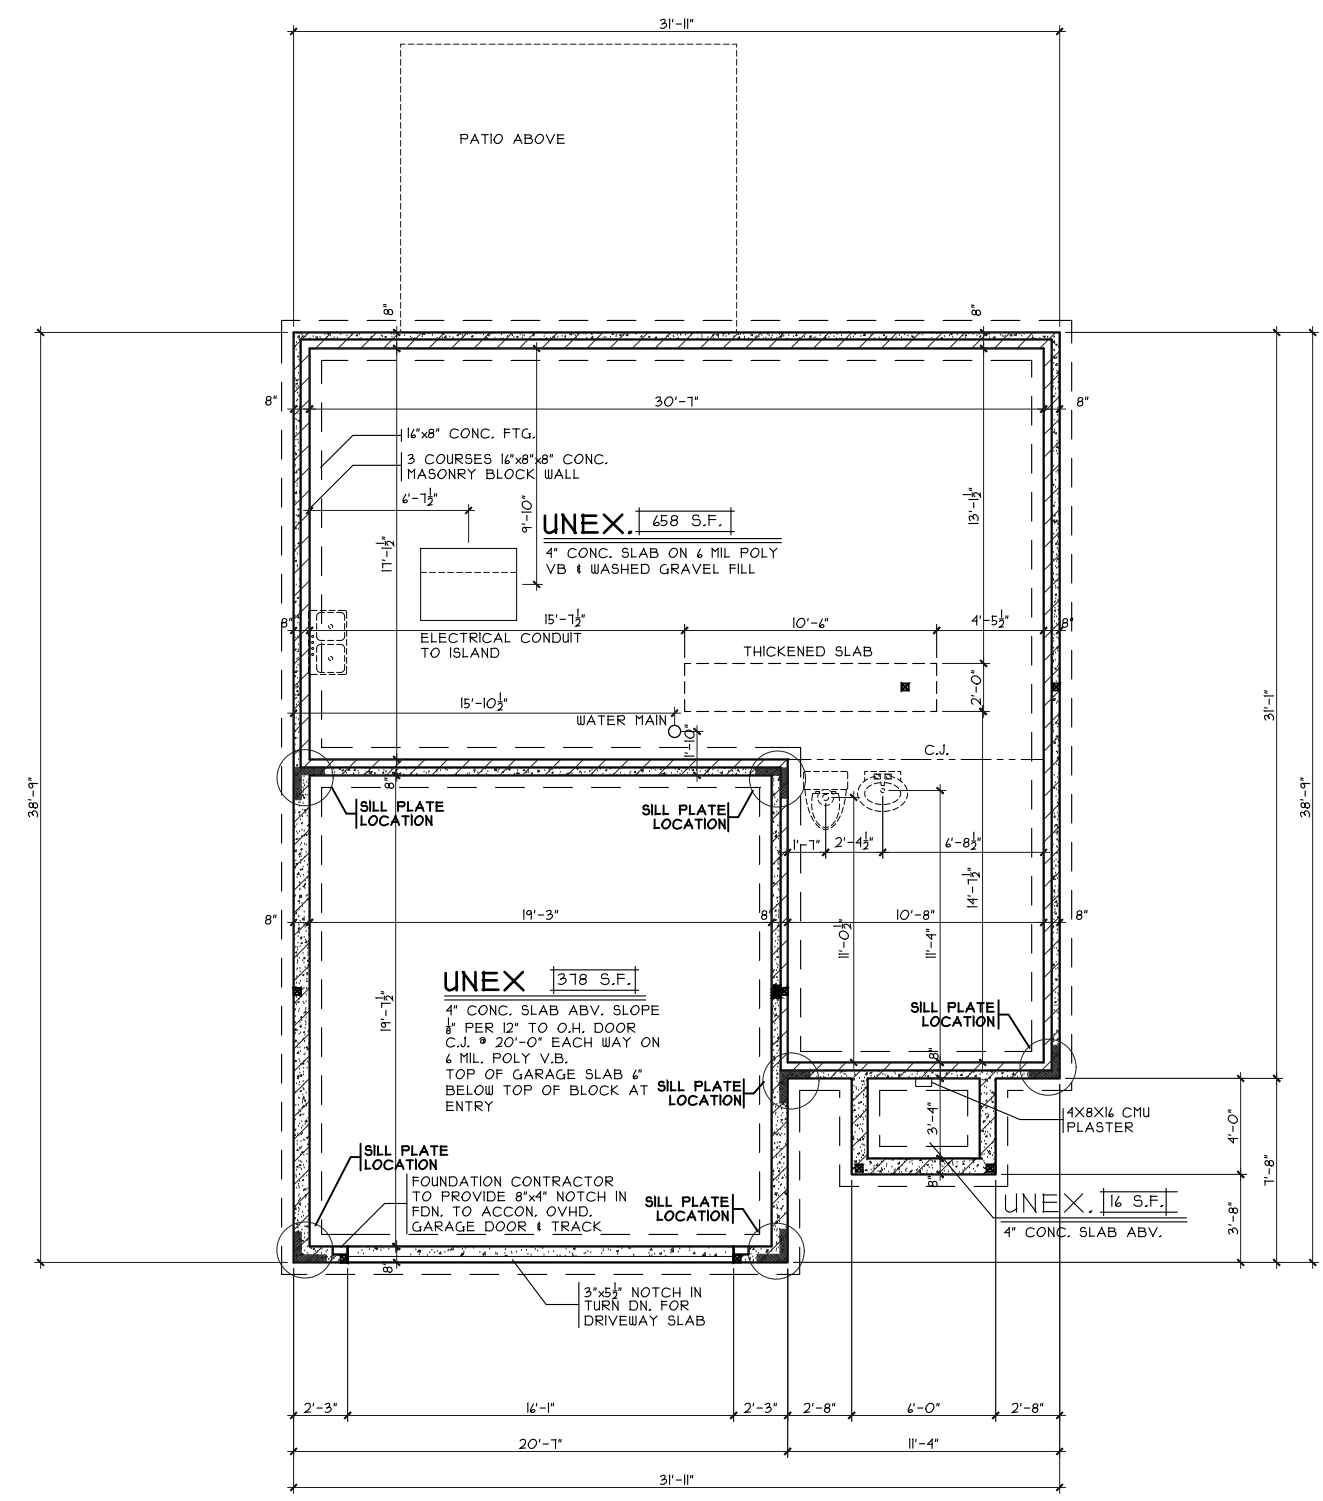 31'-11"
PATIO ABOVE
8"
8"
8"
30'-7"
8"
16"x8" CONC. FTG.
3 COURSES 16"x8"x8" CONC.
MASONRY BLOCK WALL
6'-7½"
9'-10"
13'-1½"
17'-1½"
UNEX. 658 S.F.
4" CONC. SLAB ON 6 MIL POLY
VB & WASHED GRAVEL FILL
8"
15'-7½"
10'-6"
4'-5½"
8"
ELECTRICAL CONDUIT
TO ISLAND
THICKENED SLAB
2'-0"
31'-1"
15'-10½"
WATER MAIN
1'-10"
C.J.
38'-9"
38'-9"
8"
SILL PLATE
LOCATION
SILL PLATE
LOCATION
1'-7"
2'-4½"
6'-8½"
14'-7½"
8"
19'-3"
8"
10'-8"
8"
11'-0½"
11'-4"
UNEX 378 S.F.
4" CONC. SLAB ABV. SLOPE
⅛" PER 12" TO O.H. DOOR
C.J. @ 20'-0" EACH WAY ON
6 MIL. POLY V.B.
TOP OF GARAGE SLAB 6"
BELOW TOP OF BLOCK AT
ENTRY
19'-7½"
SILL PLATE
LOCATION
8"
SILL PLATE
LOCATION
4X8X16 CMU
PLASTER
3'-4"
4'-0"
7'-8"
SILL PLATE
LOCATION
FOUNDATION CONTRACTOR
TO PROVIDE 8"x4" NOTCH IN
FDN. TO ACCON. OVHD.
GARAGE DOOR & TRACK
SILL PLATE
LOCATION
8"
UNEX. 16 S.F.
4" CONC. SLAB ABV.
3'-8"
8"
3"x5½" NOTCH IN
TURN DN. FOR
DRIVEWAY SLAB
2'-3"
16'-1"
2'-3"
2'-8"
6'-0"
2'-8"
20'-7"
11'-4"
31'-11"